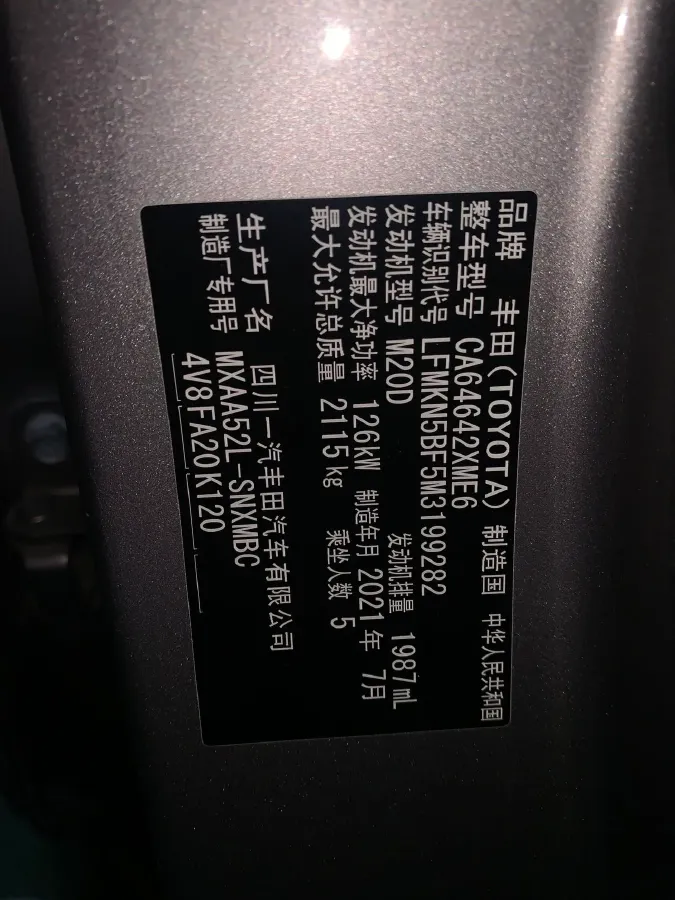 品牌 丰田(TOYOTA) 制造国 中华人民共和国
整车型号 CA64642XME6
车辆识别代号 LFMKN5BF5M3199282
发动机型号 M20D 发动机排量 1987mL
发动机最大净功率 126kW 制造年月 2021年 7月
最大允许总质量 2115kg 乘坐人数 5
生产厂名 四川一汽丰田汽车有限公司
制造厂专用号 MXAA52L-SNXMBC
4V8FA20K120